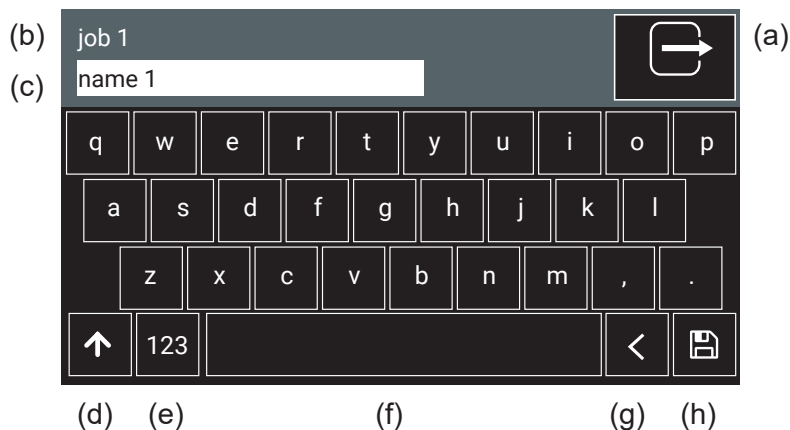 (b) job 1 (a)
(c) name 1
q w e r t y u i o p
a s d f g h j k l
z x c v b n m , .
123
(d) (e) (f) (g) (h)